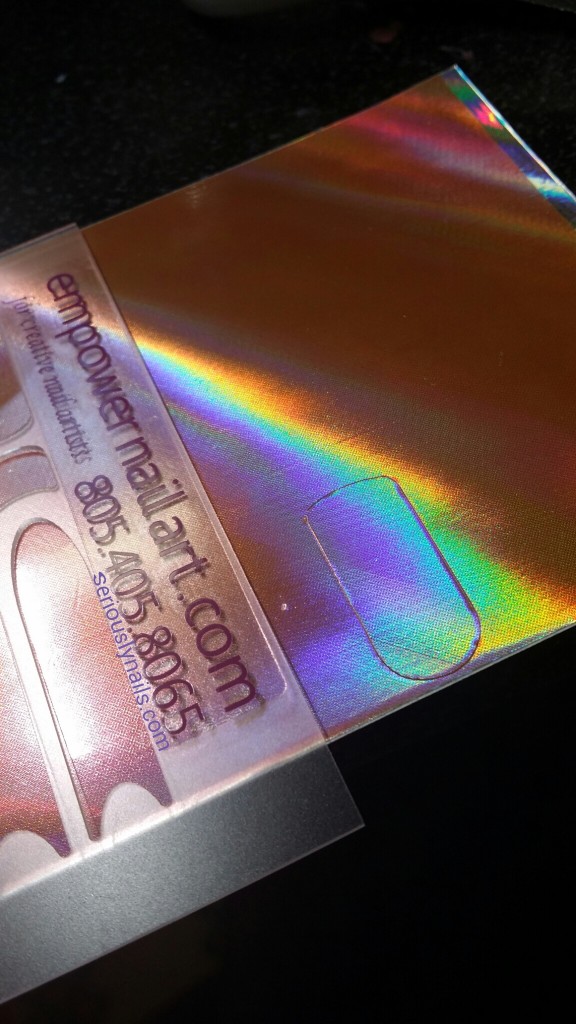 empowernailart.com
for creative nail artists
805.405.8065
Seriouslynails.com